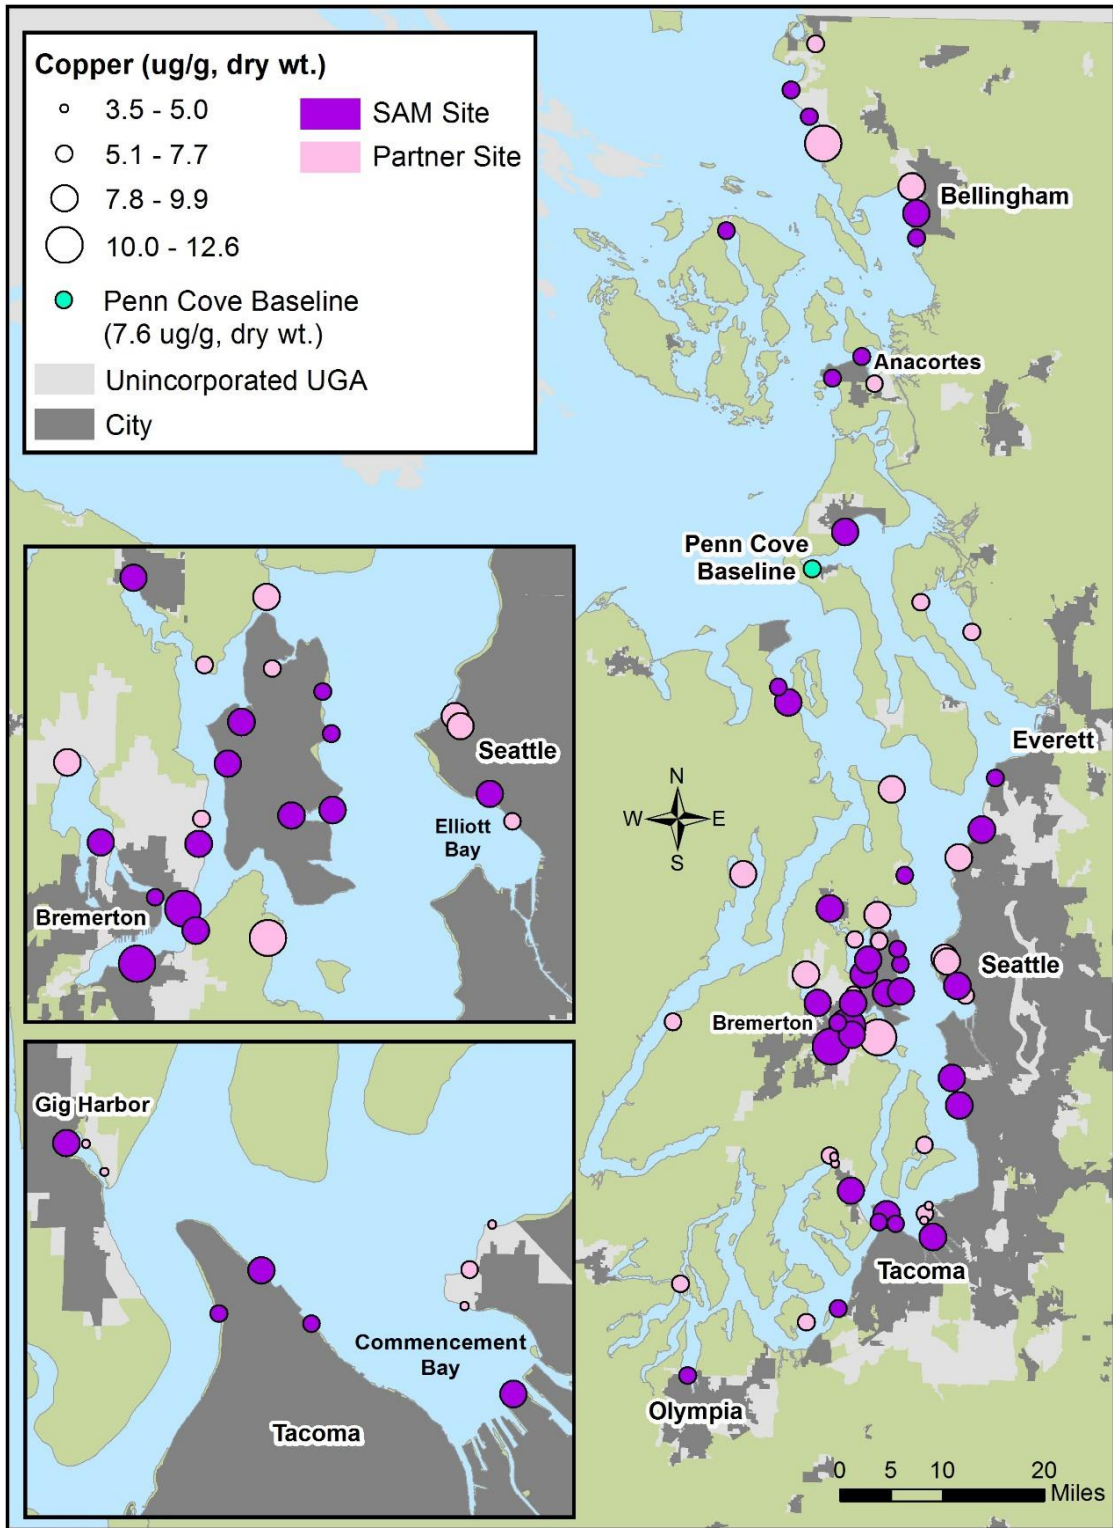 Copper (ug/g, dry wt.)
3.5 - 5.0
5.1 - 7.7
7.8 - 9.9
10.0 - 12.6
SAM Site
Partner Site
Penn Cove Baseline
(7.6 ug/g, dry wt.)
Unincorporated UGA
City
Bellingham
Anacortes
Penn Cove
Baseline
Everett
N
W
E
S
Seattle
Bremerton
Tacoma
Olympia
Seattle
Elliott
Bay
Bremerton
Gig Harbor
Commencement
Bay
Tacoma
0 5 10 20
Miles